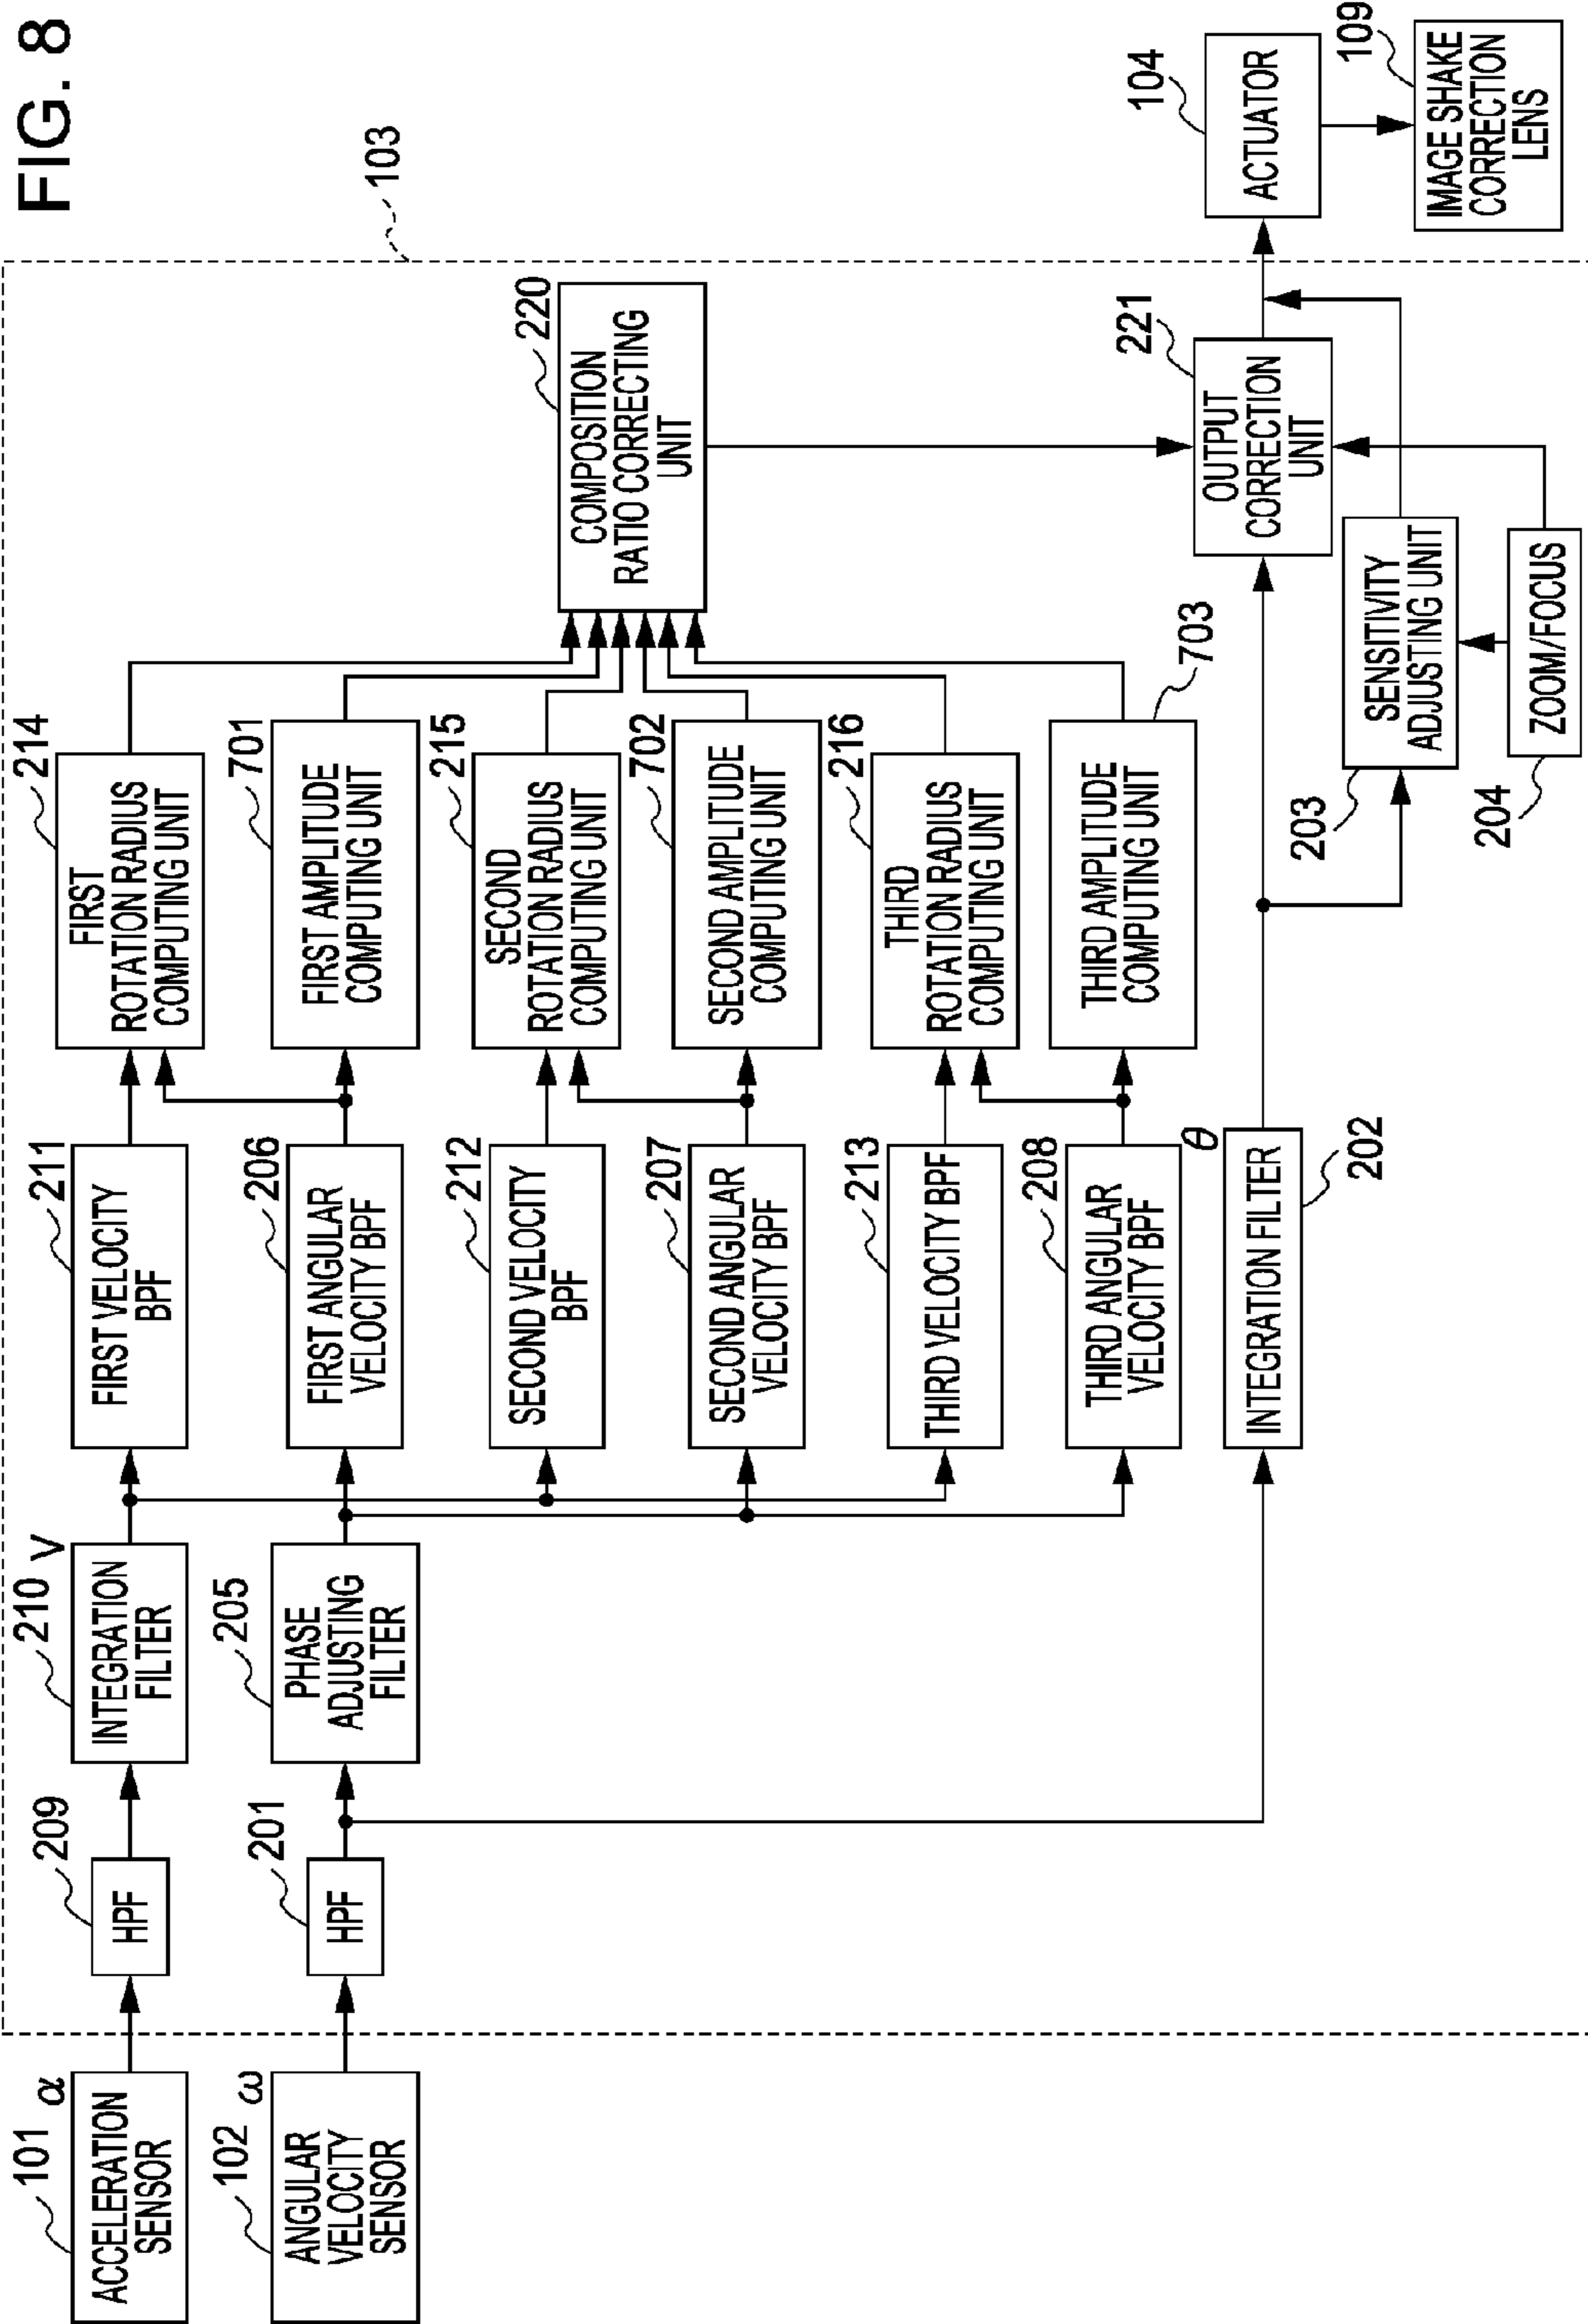 FIG. 8
103
101
α
ACCELERATION
SENSOR
209
HPF
210
V
INTEGRATION
FILTER
211
FIRST VELOCITY
BPF
214
FIRST
ROTATION RADIUS
COMPUTING UNIT
102
ω
ANGULAR
VELOCITY
SENSOR
201
HPF
205
PHASE
ADJUSTING
FILTER
206
FIRST ANGULAR
VELOCITY BPF
701
FIRST AMPLITUDE
COMPUTING UNIT
212
SECOND VELOCITY
BPF
215
SECOND
ROTATION RADIUS
COMPUTING UNIT
220
COMPOSITION
RATIO CORRECTING
UNIT
207
SECOND ANGULAR
VELOCITY BPF
702
SECOND AMPLITUDE
COMPUTING UNIT
213
THIRD VELOCITY BPF
216
THIRD
ROTATION RADIUS
COMPUTING UNIT
208
THIRD ANGULAR
VELOCITY BPF
THIRD AMPLITUDE
COMPUTING UNIT
703
θ
INTEGRATION FILTER
202
221
OUTPUT
CORRECTION
UNIT
104
ACTUATOR
203
SENSITIVITY
ADJUSTING UNIT
109
IMAGE SHAKE
CORRECTION
LENS
204
ZOOM/FOCUS